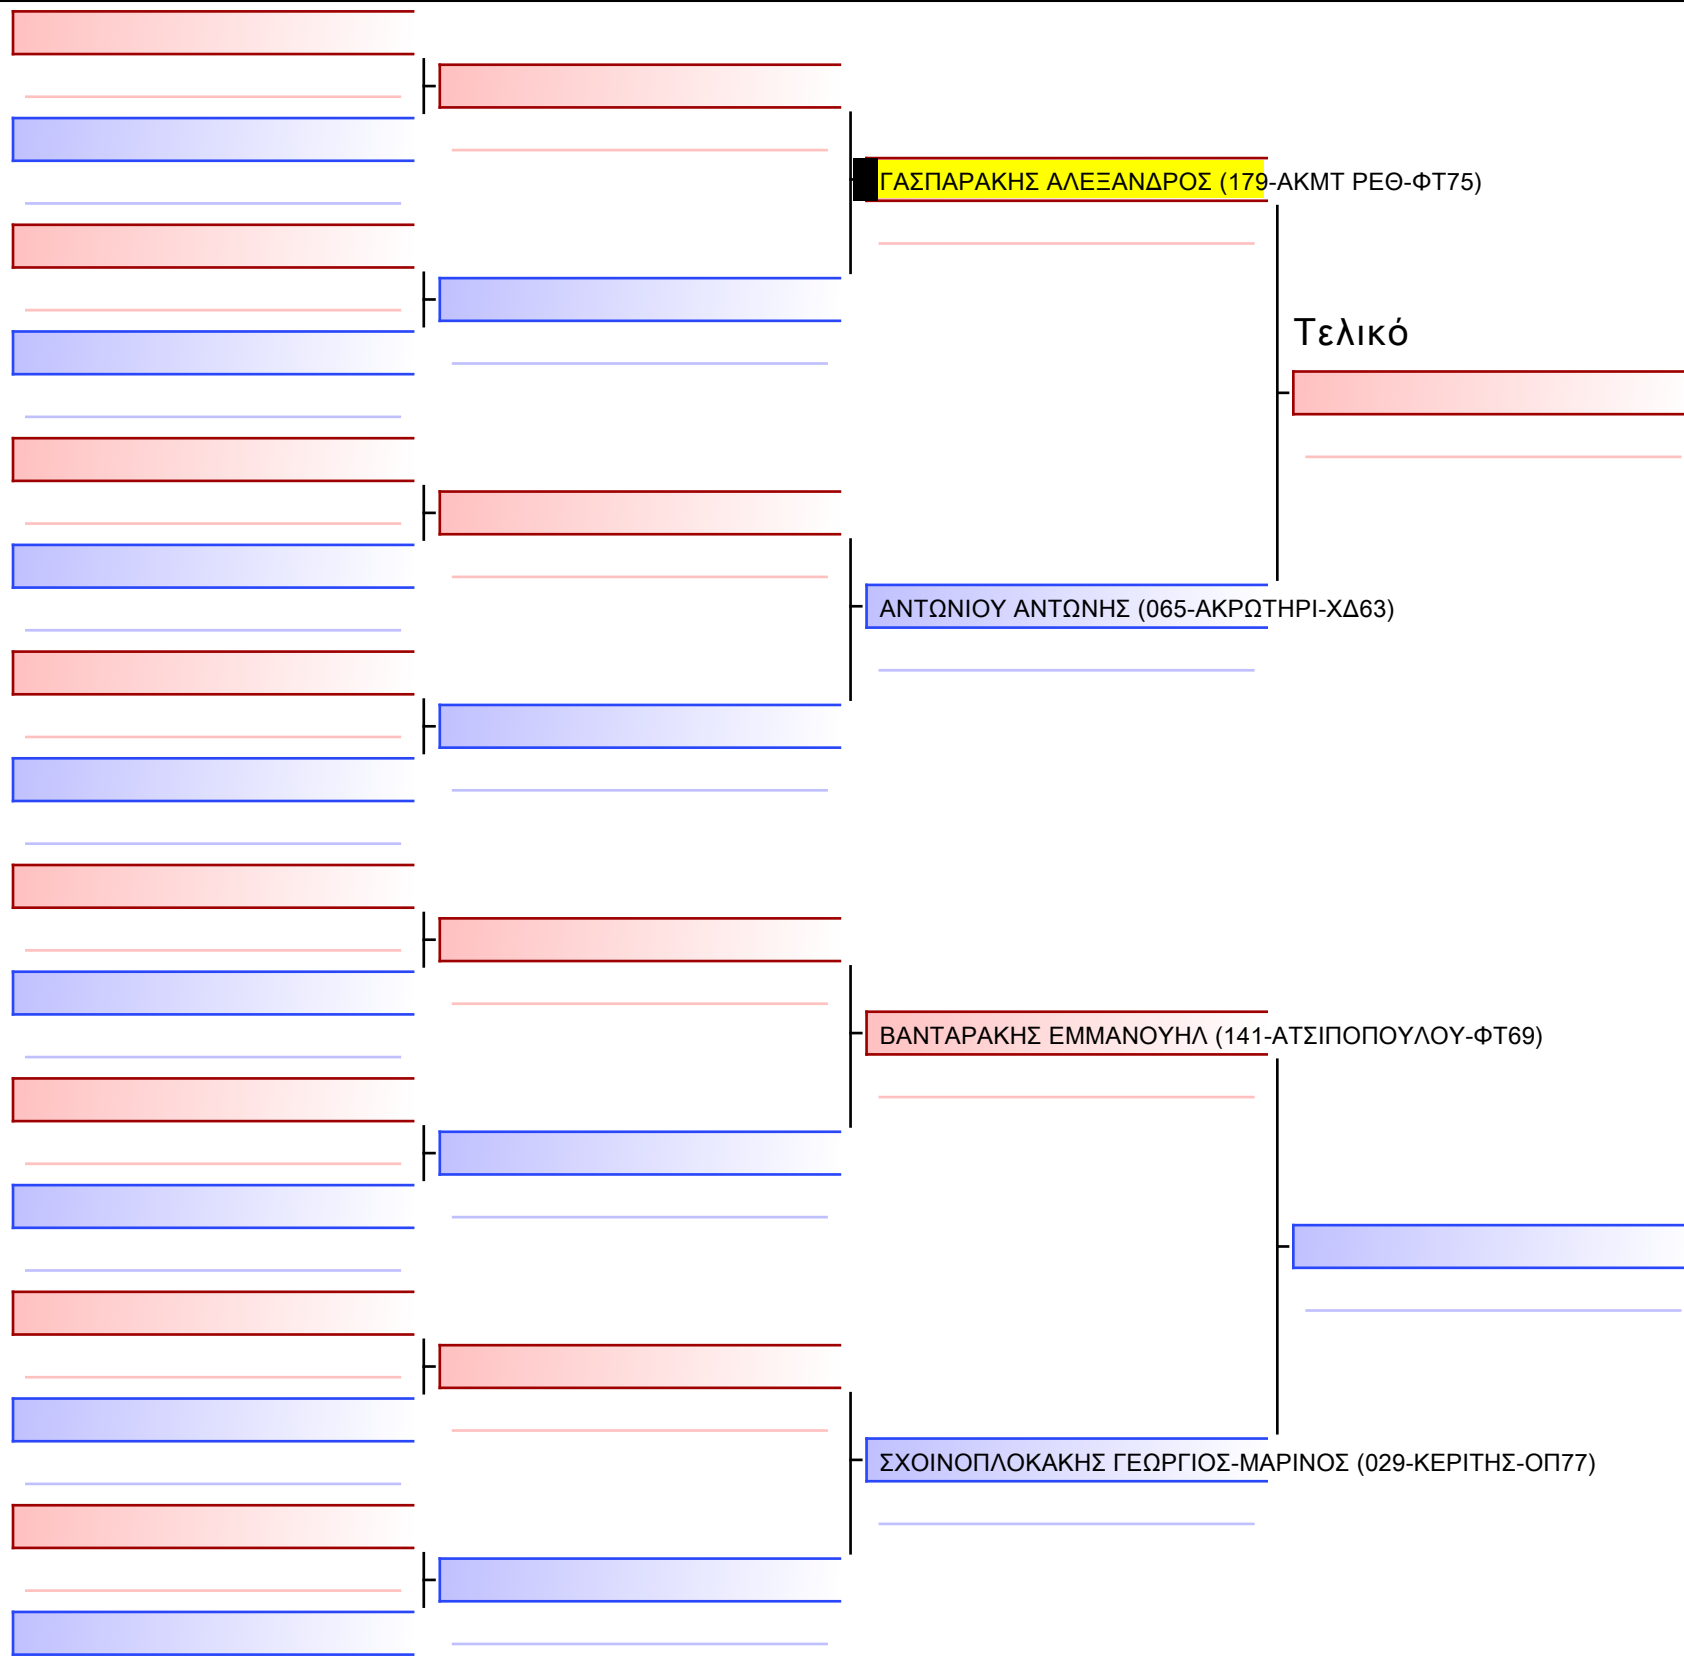 ΓΑΣΠΑΡΑΚΗΣ ΑΛΕΞΑΝΔΡΟΣ (179-ΑΚΜΤ ΡΕΘ-ΦΤ75)
Τελικό
ΑΝΤΩΝΙΟΥ ΑΝΤΩΝΗΣ (065-ΑΚΡΩΤΗΡΙ-ΧΔ63)
ΒΑΝΤΑΡΑΚΗΣ ΕΜΜΑΝΟΥΗΛ (141-ΑΤΣΙΠΟΠΟΥΛΟΥ-ΦΤ69)
ΣΧΟΙΝΟΠΛΟΚΑΚΗΣ ΓΕΩΡΓΙΟΣ-ΜΑΡΙΝΟΣ (029-ΚΕΡΙΤΗΣ-ΟΠ77)